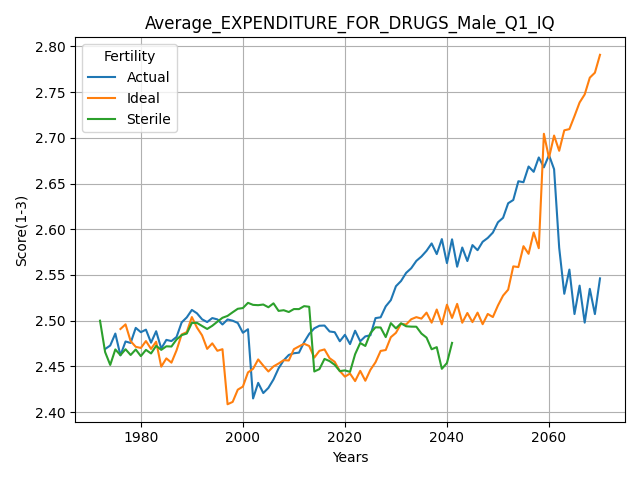 Average_EXPENDITURE_FOR_DRUGS_Male_Q1_IQ
Fertility
Actual
Ideal
Sterile
Score(1-3)
2.80
2.75
2.70
2.65
2.60
2.55
2.50
2.45
2.40
1980 2000 2020 2040 2060
Years